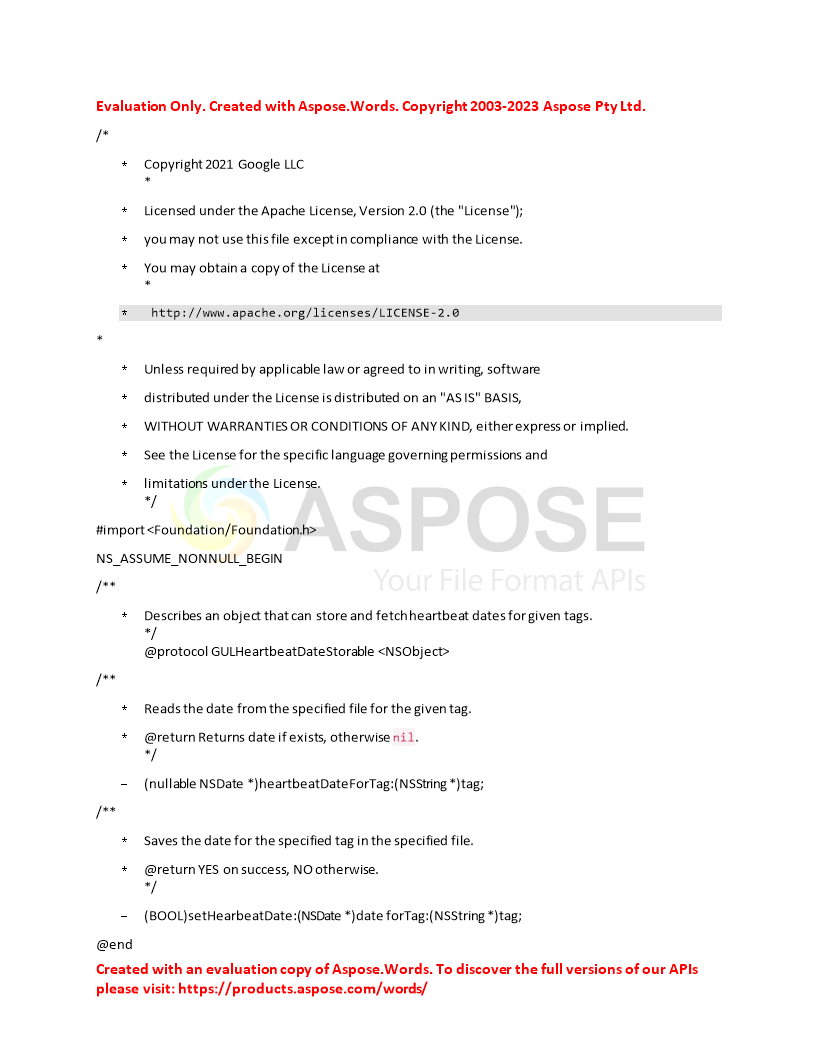 Evaluation Only. Created with Aspose.Words. Copyright 2003-2023 Aspose Pty Ltd.
/*
* Copyright 2021 Google LLC
*
* Licensed under the Apache License, Version 2.0 (the "License");
* you may not use this file except in compliance with the License.
* You may obtain a copy of the License at
*
* http://www.apache.org/licenses/LICENSE-2.0
*
* Unless required by applicable law or agreed to in writing, software
* distributed under the License is distributed on an "AS IS" BASIS,
* WITHOUT WARRANTIES OR CONDITIONS OF ANY KIND, either express or implied.
* See the License for the specific language governing permissions and
* limitations under the License.
*/
ASPOSE
#import <Foundation/Foundation.h>
NS_ASSUME_NONNULL_BEGIN
Your File Format APIs
/**
* Describes an object that can store and fetch heartbeat dates for given tags.
*/
@protocol GULHeartbeatDateStorable <NSObject>
/**
* Reads the date from the specified file for the given tag.
* @return Returns date if exists, otherwise nil.
*/
– (nullable NSDate *)heartbeatDateForTag:(NSString *)tag;
/**
* Saves the date for the specified tag in the specified file.
* @return YES on success, NO otherwise.
*/
– (BOOL)setHearbeatDate:(NSDate *)date forTag:(NSString *)tag;
@end
Created with an evaluation copy of Aspose.Words. To discover the full versions of our APIs
please visit: https://products.aspose.com/words/